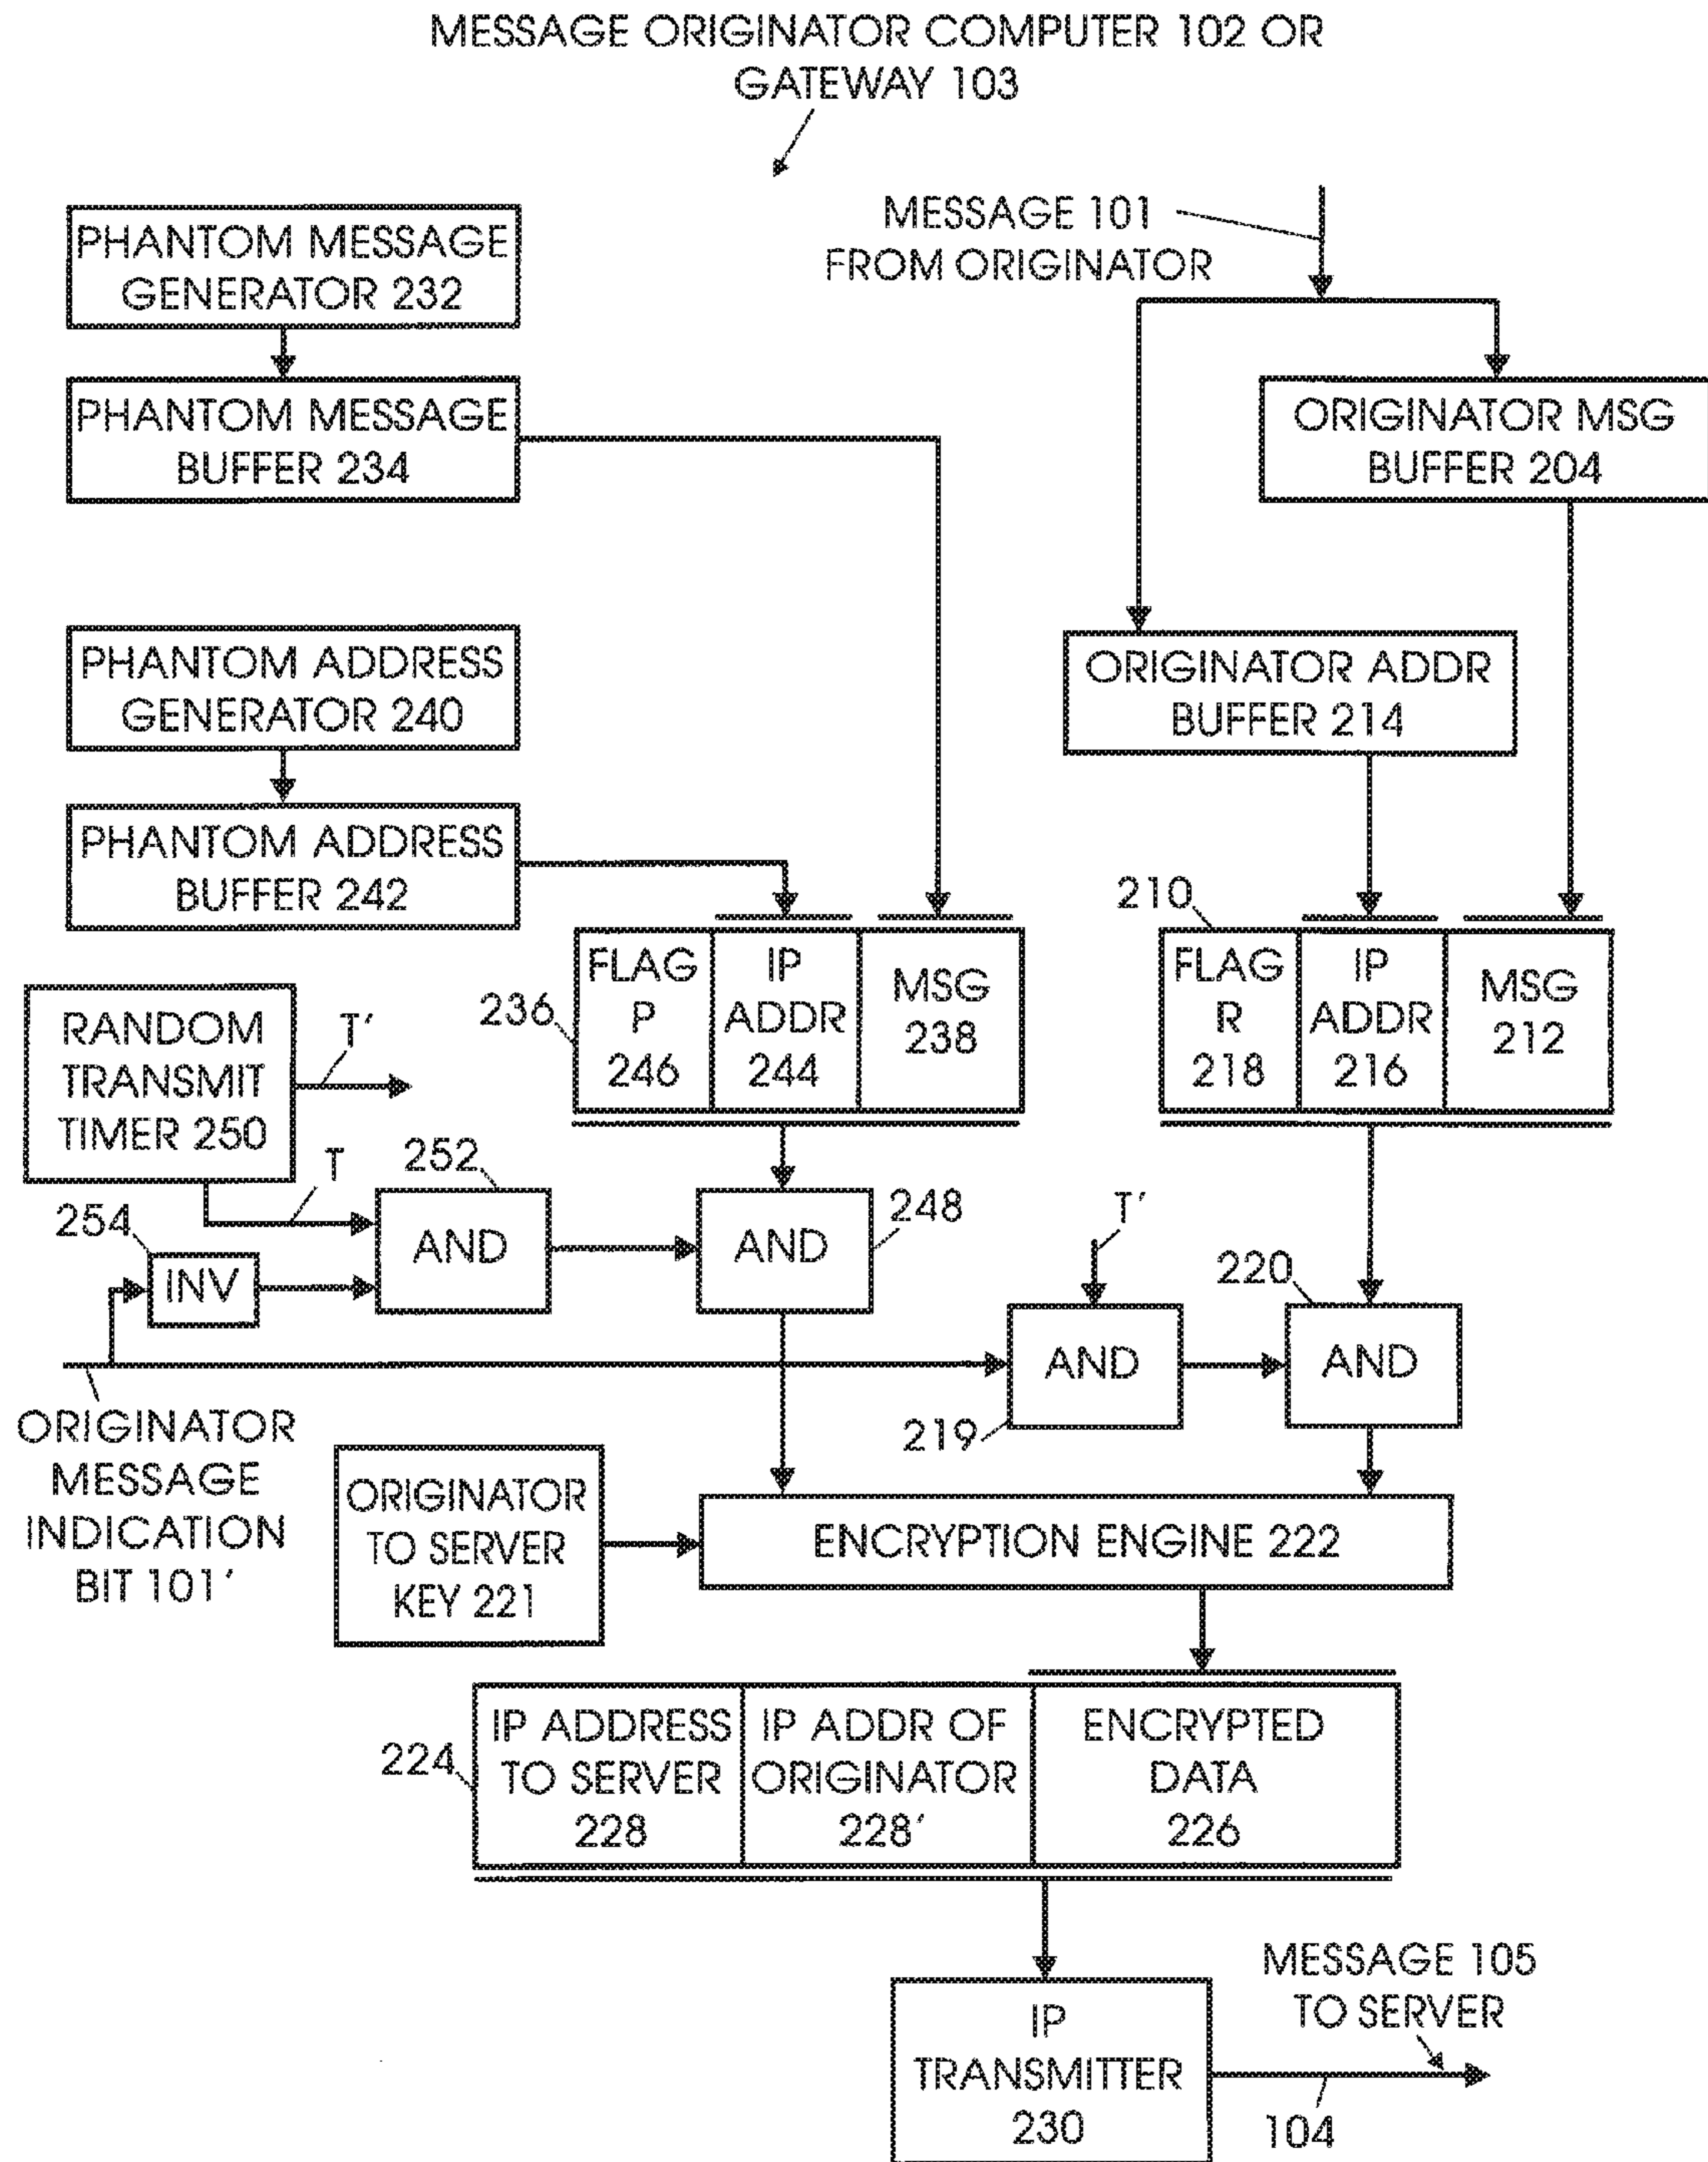 MESSAGE ORIGINATOR COMPUTER 102 OR
GATEWAY 103
MESSAGE 101
FROM ORIGINATOR
PHANTOM MESSAGE
GENERATOR 232
PHANTOM MESSAGE
BUFFER 234
ORIGINATOR MSG
BUFFER 204
PHANTOM ADDRESS
GENERATOR 240
ORIGINATOR ADDR
BUFFER 214
PHANTOM ADDRESS
BUFFER 242
RANDOM
TRANSMIT
TIMER 250
T'
T
236
FLAG
P
246
IP
ADDR
244
MSG
238
210
FLAG
R
218
IP
ADDR
216
MSG
212
254
INV
252
AND
AND
248
T'
AND
219
220
AND
ORIGINATOR
MESSAGE
INDICATION
BIT 101'
ORIGINATOR
TO SERVER
KEY 221
ENCRYPTION ENGINE 222
224
IP ADDRESS
TO SERVER
228
IP ADDR OF
ORIGINATOR
228'
ENCRYPTED
DATA
226
IP
TRANSMITTER
230
MESSAGE 105
TO SERVER
104